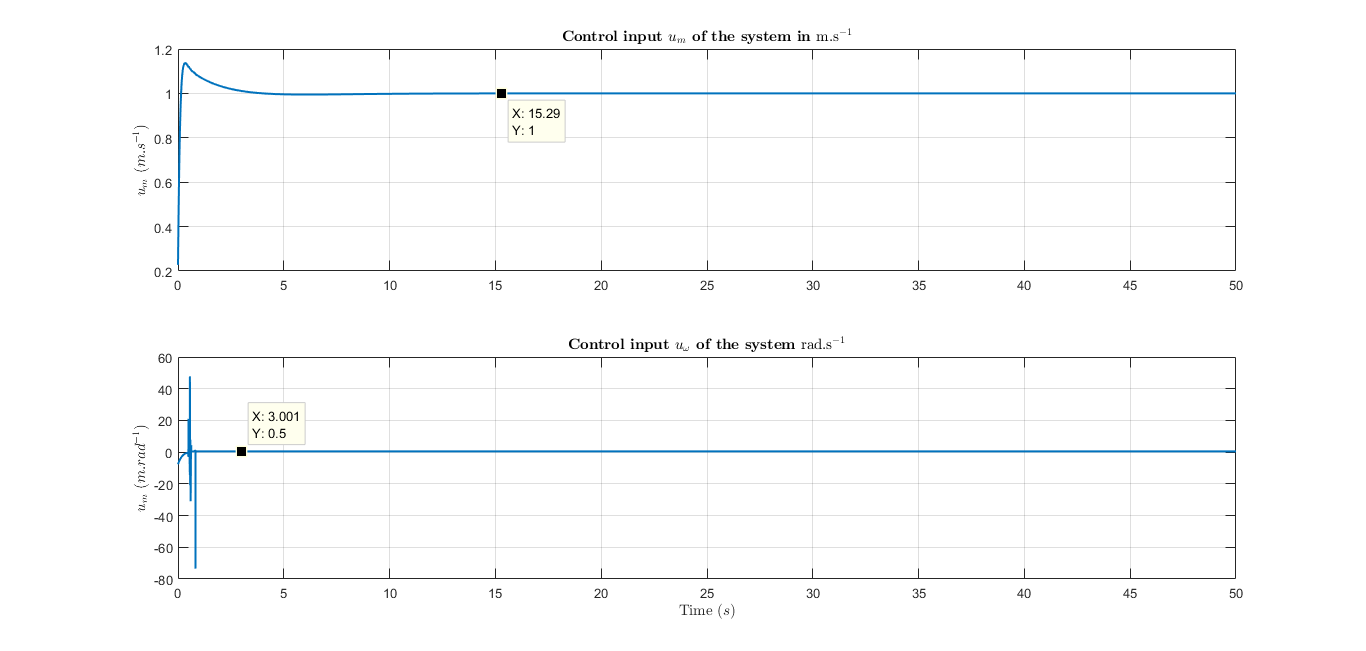 Control input uₘ of the system in m.s⁻¹
1.2
1
0.8
0.6
0.4
0.2
uₘ (m.s⁻¹)
X: 15.29
Y: 1
0 5 10 15 20 25 30 35 40 45 50
Control input u_ω of the system rad.s⁻¹
60
40
20
0
-20
-40
-60
-80
uₘ (m.rad⁻¹)
X: 3.001
Y: 0.5
0 5 10 15 20 25 30 35 40 45 50
Time (s)